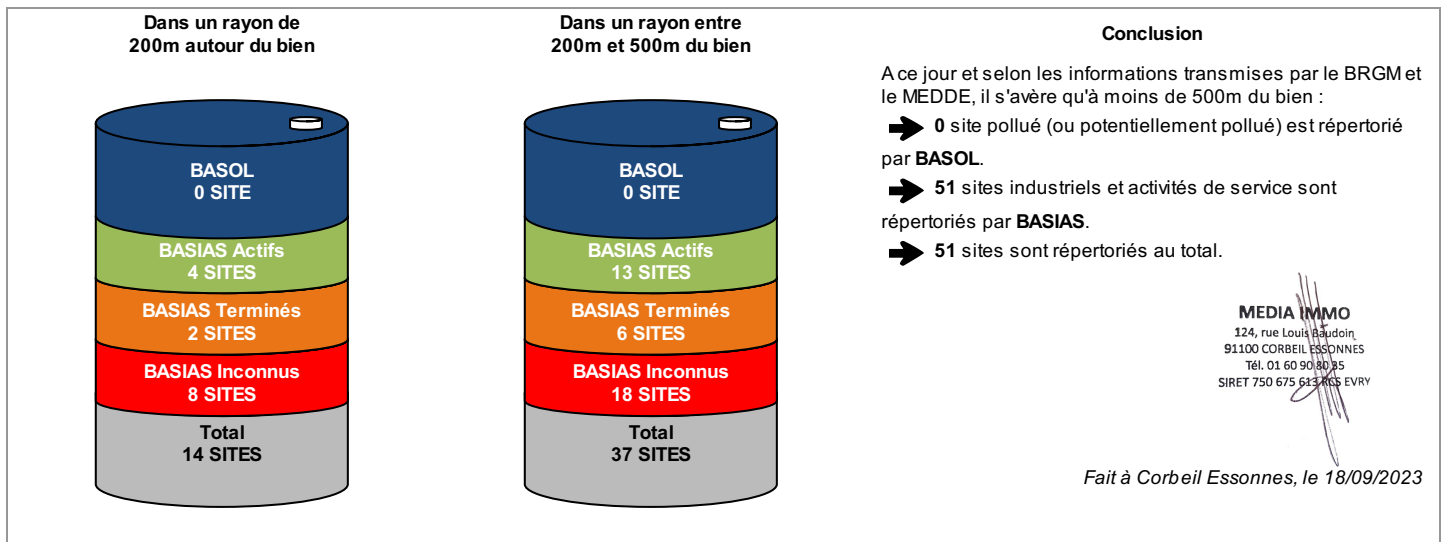 Dans un rayon de
200m autour du bien
BASOL
0 SITE
BASIAS Actifs
4 SITES
BASIAS Terminés
2 SITES
BASIAS Inconnus
8 SITES
Total
14 SITES
Dans un rayon entre
200m et 500m du bien
BASOL
0 SITE
BASIAS Actifs
13 SITES
BASIAS Terminés
6 SITES
BASIAS Inconnus
18 SITES
Total
37 SITES
Conclusion
A ce jour et selon les informations transmises par le BRGM et
le MEDDE, il s'avère qu'à moins de 500m du bien :
0 site pollué (ou potentiellement pollué) est répertorié
par BASOL.
51 sites industriels et activités de service sont
répertoriés par BASIAS.
51 sites sont répertoriés au total.
MEDIA IMMO
124, rue Louis Baudoin
91100 CORBEIL ESSONNES
Tél. 01 60 90 80 85
SIRET 750 675 613 RCS EVRY
Fait à Corbeil Essonnes, le 18/09/2023